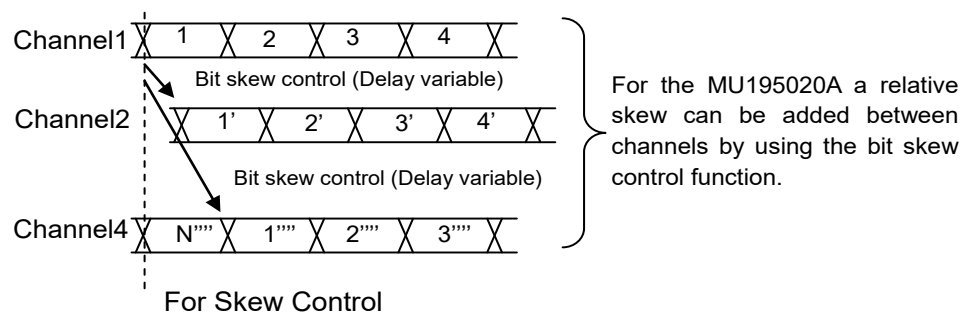 Channel1 1 2 3 4
Bit skew control (Delay variable)
Channel2 1’ 2’ 3’ 4’
Bit skew control (Delay variable)
Channel4 N’’’’ 1’’’’ 2’’’’ 3’’’’
For Skew Control
For the MU195020A a relative
skew can be added between
channels by using the bit skew
control function.